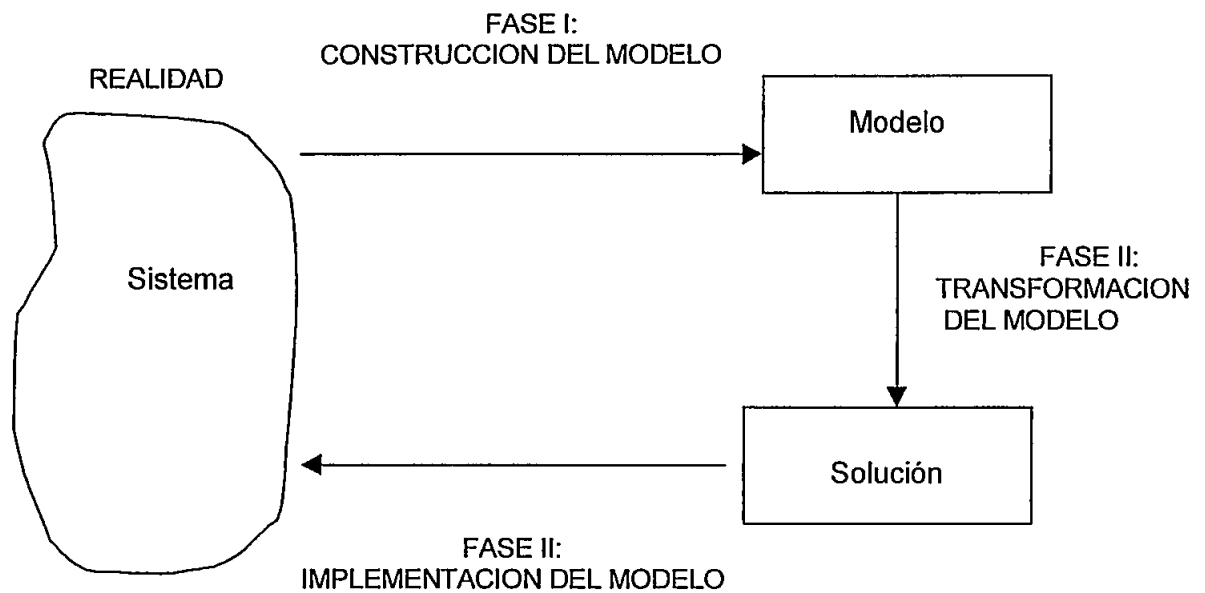 FASE I:
CONSTRUCCION DEL MODELO
REALIDAD
Modelo
Sistema
FASE II:
TRANSFORMACION
DEL MODELO
Solución
FASE II:
IMPLEMENTACION DEL MODELO